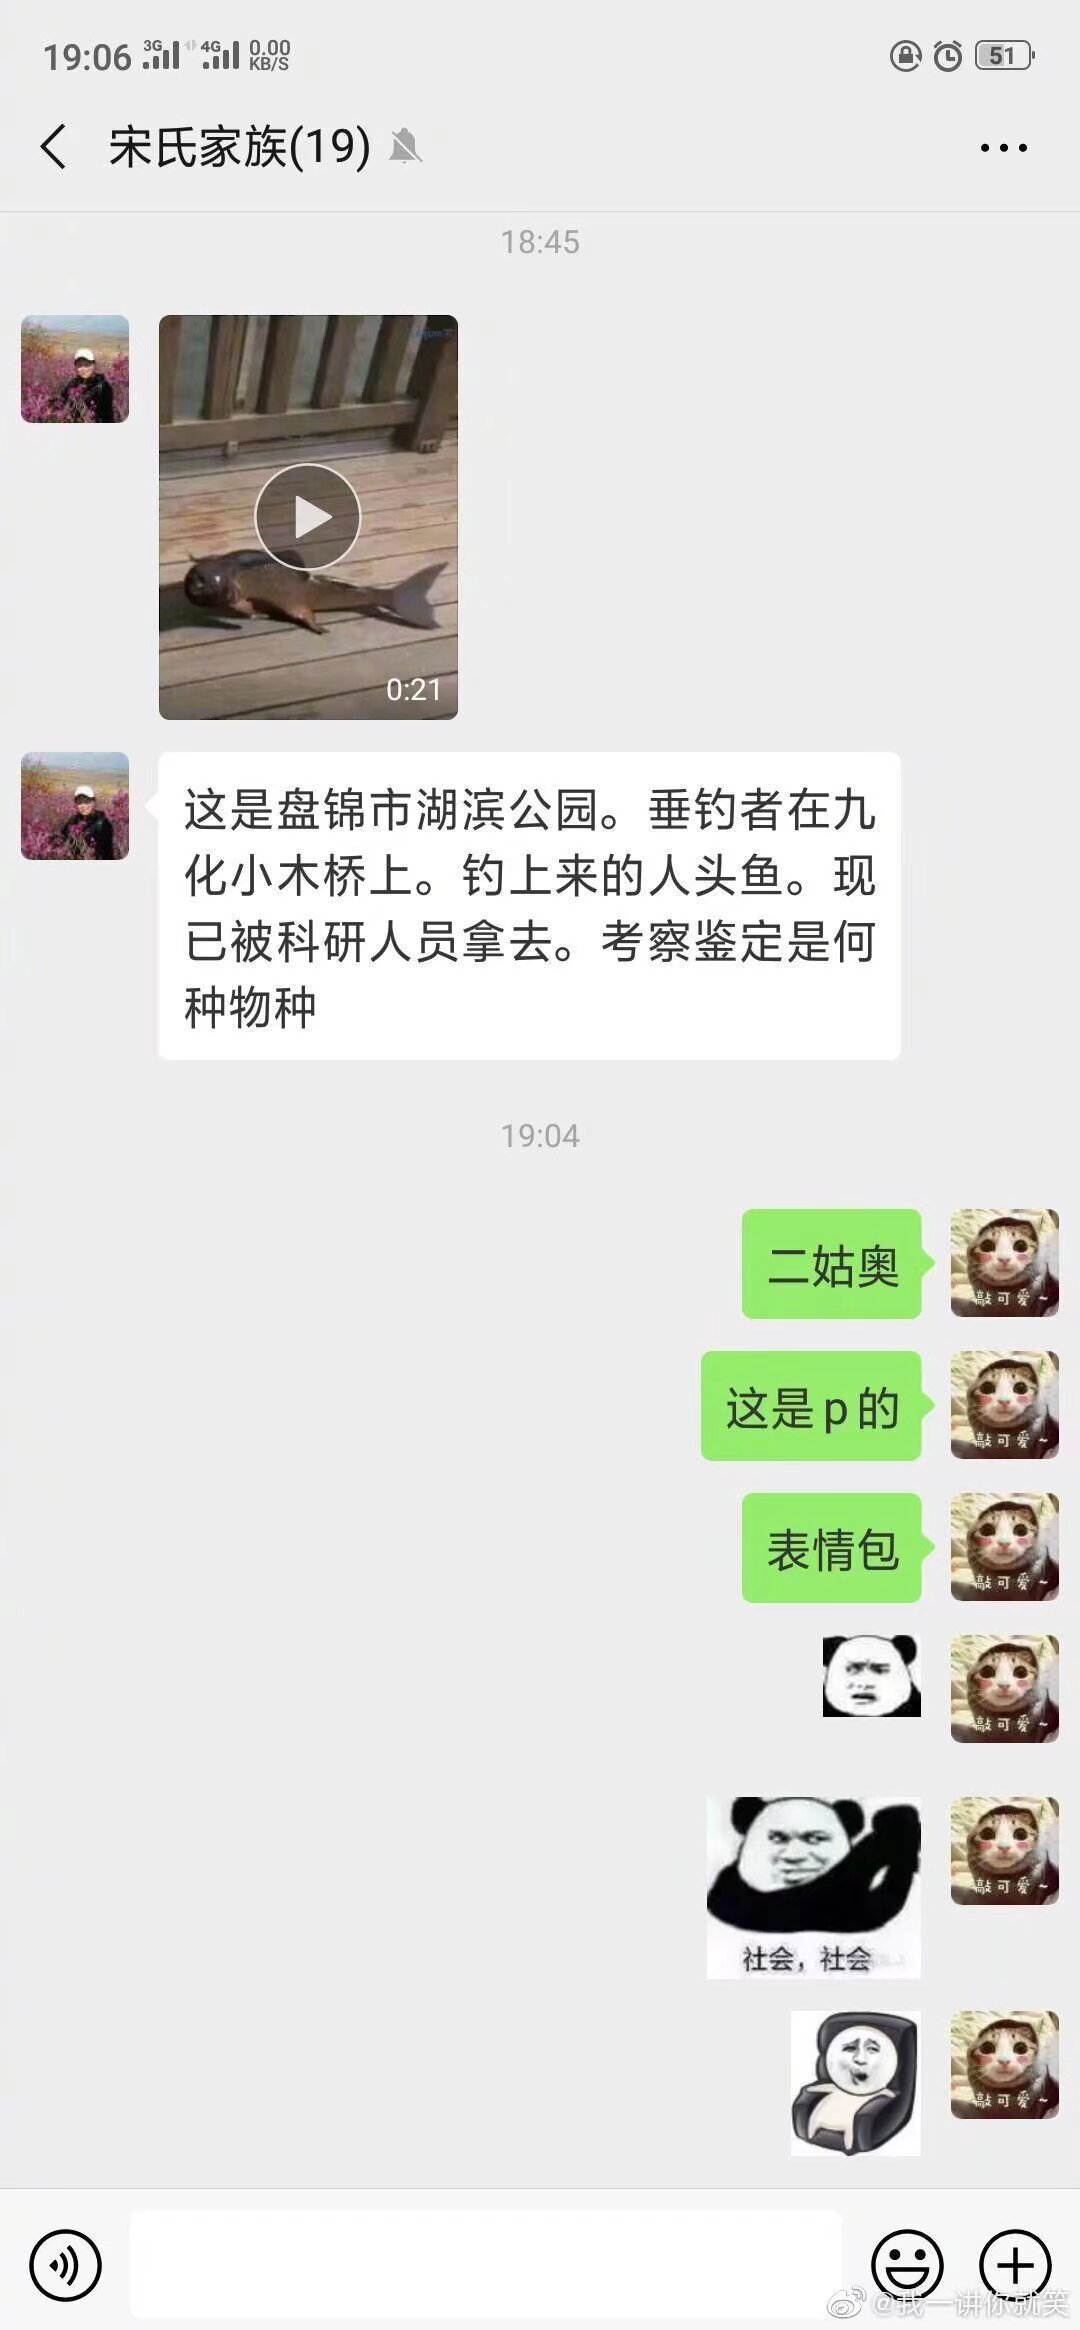 19:06 3G 4G 0.00 KB/S 51
宋氏家族(19)
18:45
0:21
这是盘锦市湖滨公园。垂钓者在九
化小木桥上。钓上来的人头鱼。现
已被科研人员拿去。考察鉴定是何
种物种
19:04
二姑奥
敲可爱~
这是p的
敲可爱~
表情包
敲可爱~
敲可爱~
社会，社会
敲可爱~
敲可爱~
@我一讲你就笑